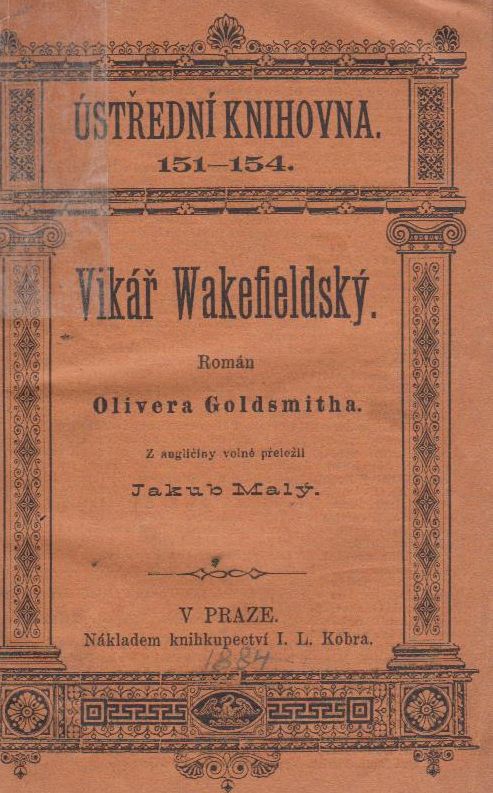 ÚSTŘEDNÍ KNIHOVNA.
151—154.
Vikář Wakefieldský.
Román
Olivera Goldsmitha.
Z angličiny volně přeložil
Jakub Malý.
V PRAZE.
Nákladem knihkupectví I. L. Kobra.
1884